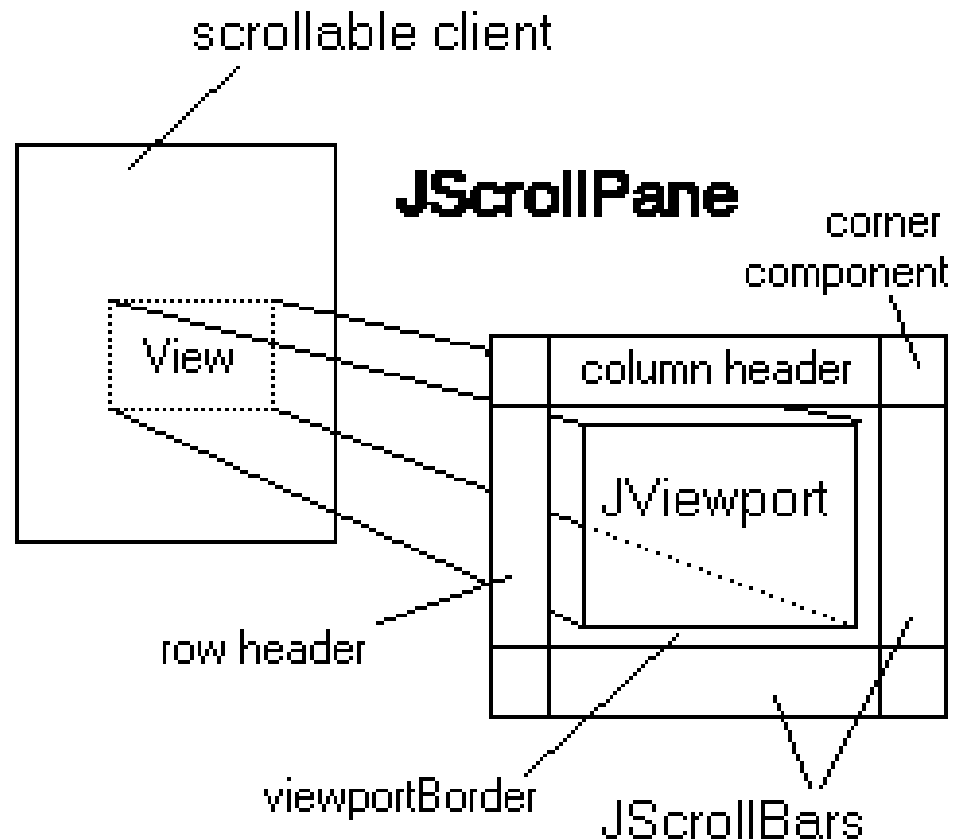 scrollable client
JScrollPane
corner
component
View
column header
JViewport
row header
viewportBorder
JScrollBars